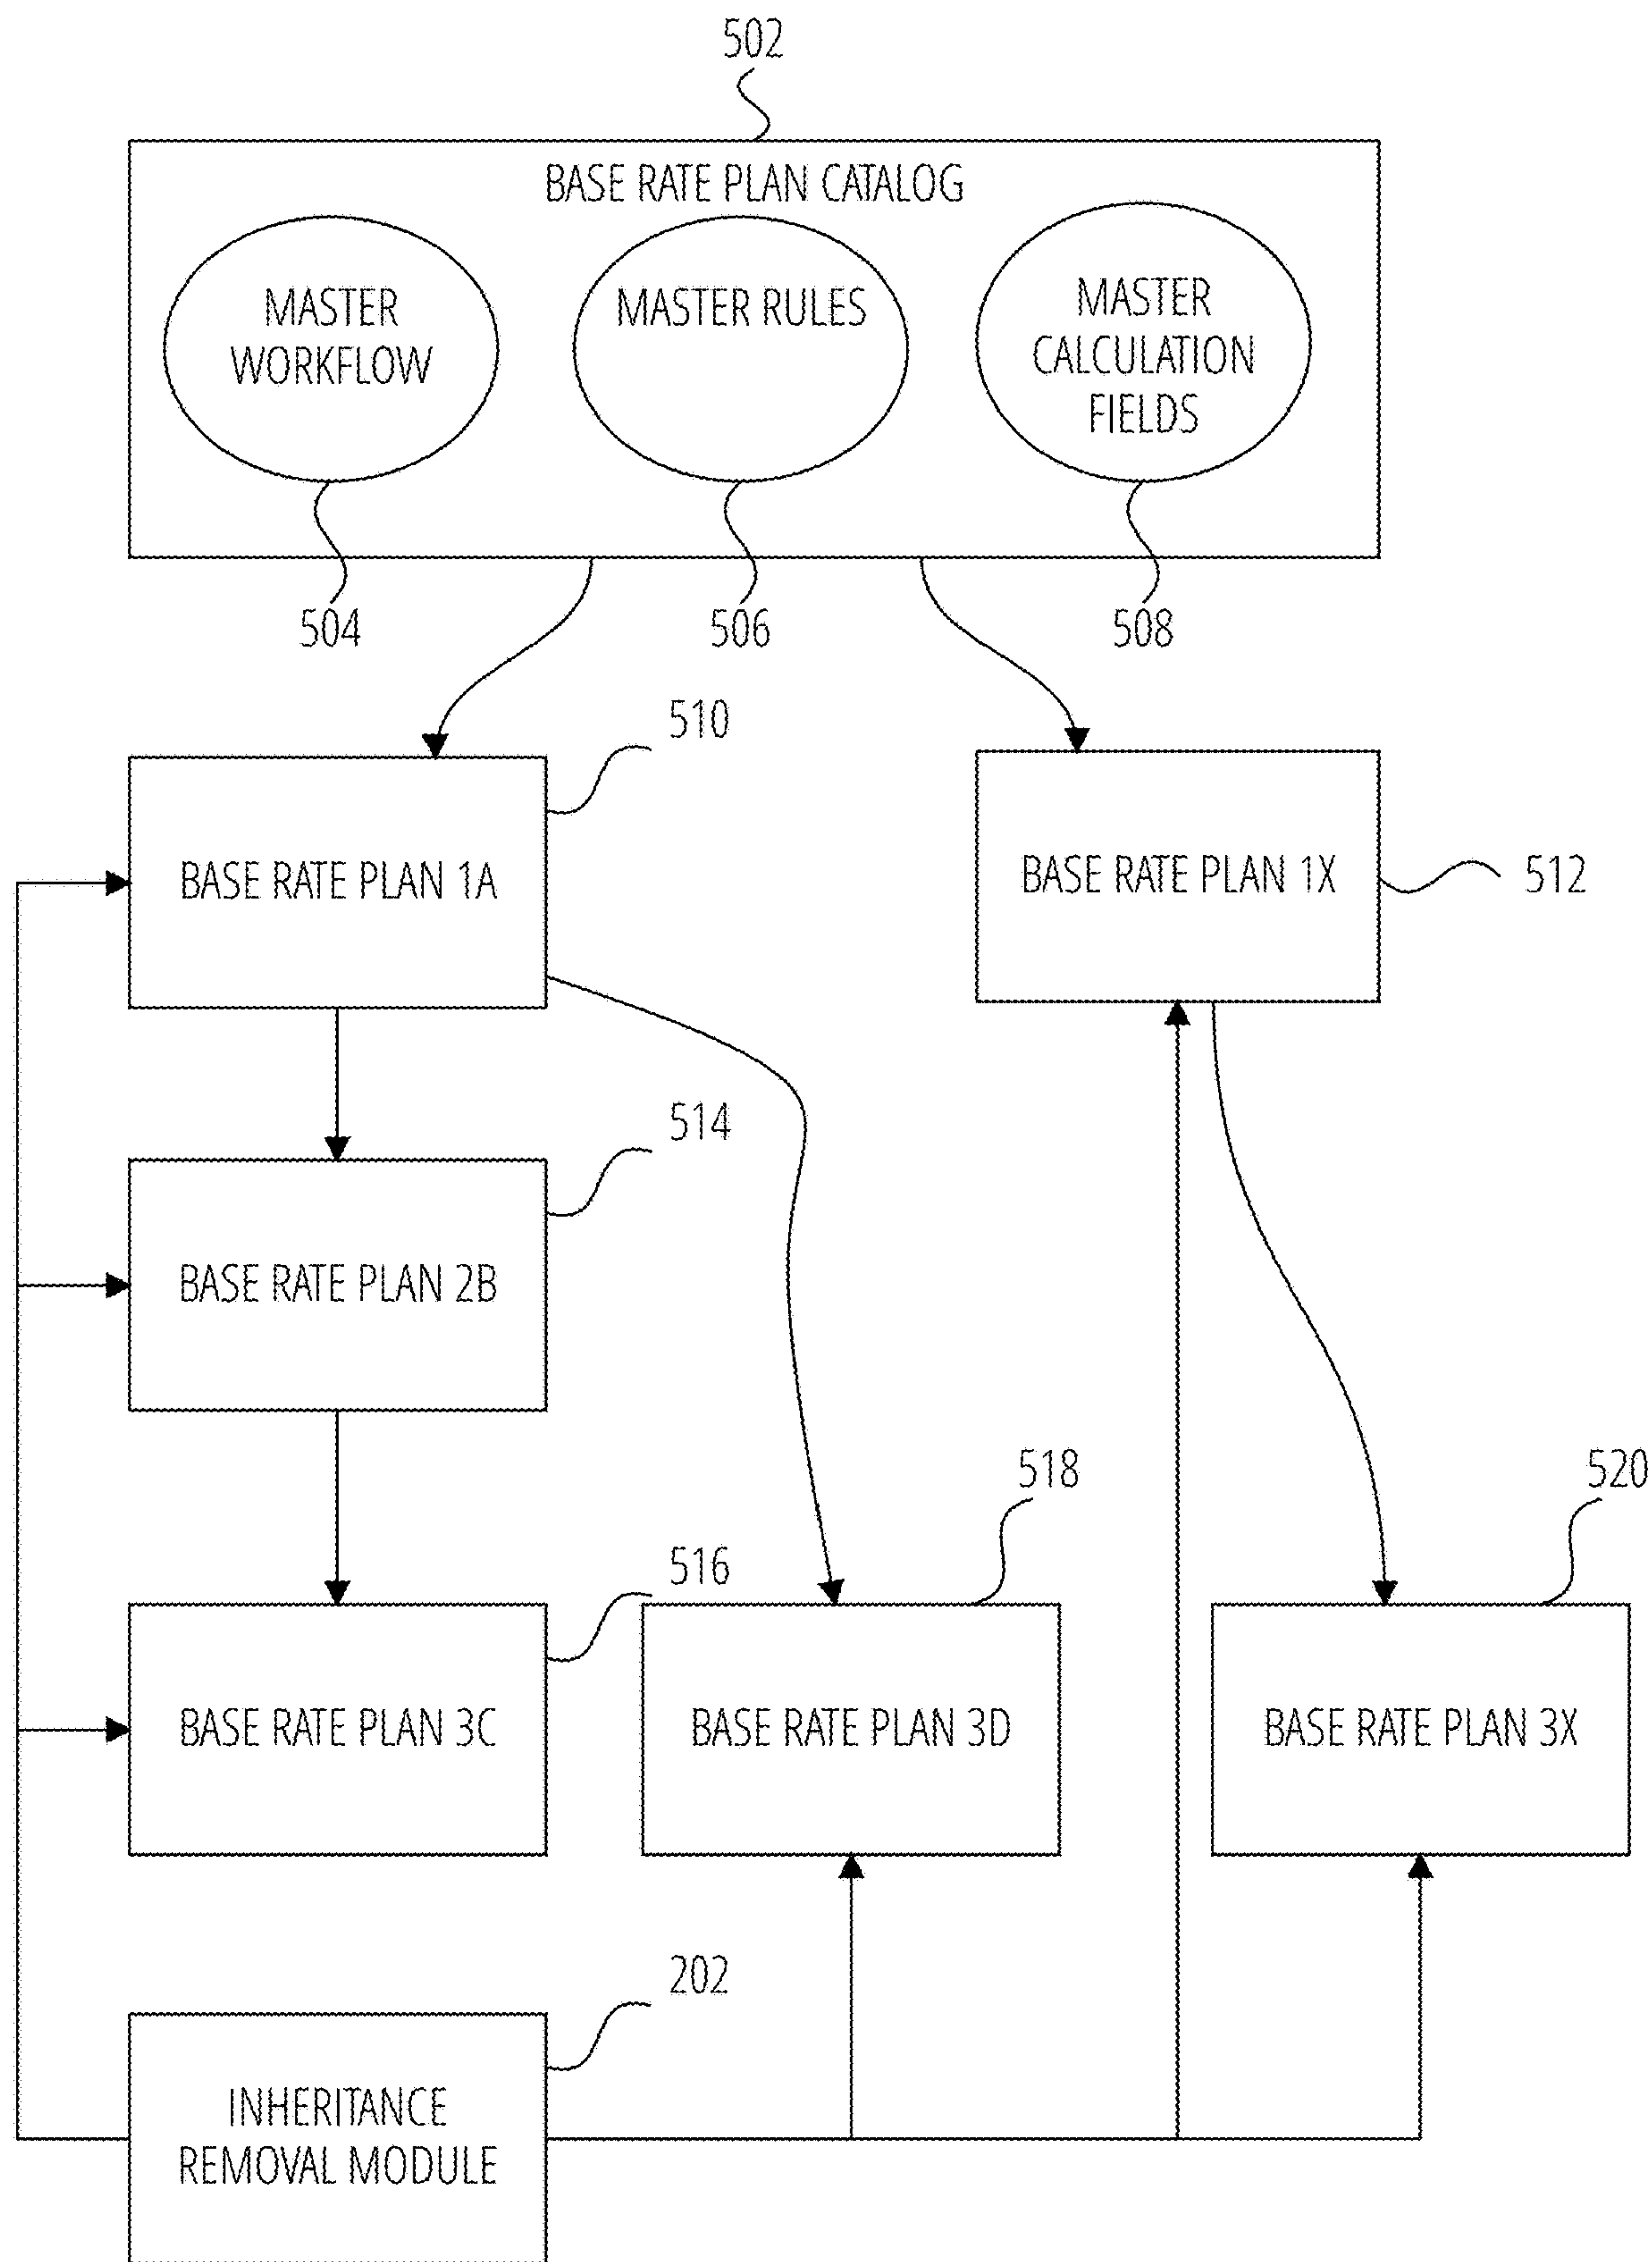 502
BASE RATE PLAN CATALOG
MASTER
WORKFLOW
MASTER RULES
MASTER
CALCULATION
FIELDS
504
506
508
510
BASE RATE PLAN 1A
BASE RATE PLAN 1X
512
514
BASE RATE PLAN 2B
518
520
516
BASE RATE PLAN 3C
BASE RATE PLAN 3D
BASE RATE PLAN 3X
202
INHERITANCE
REMOVAL MODULE